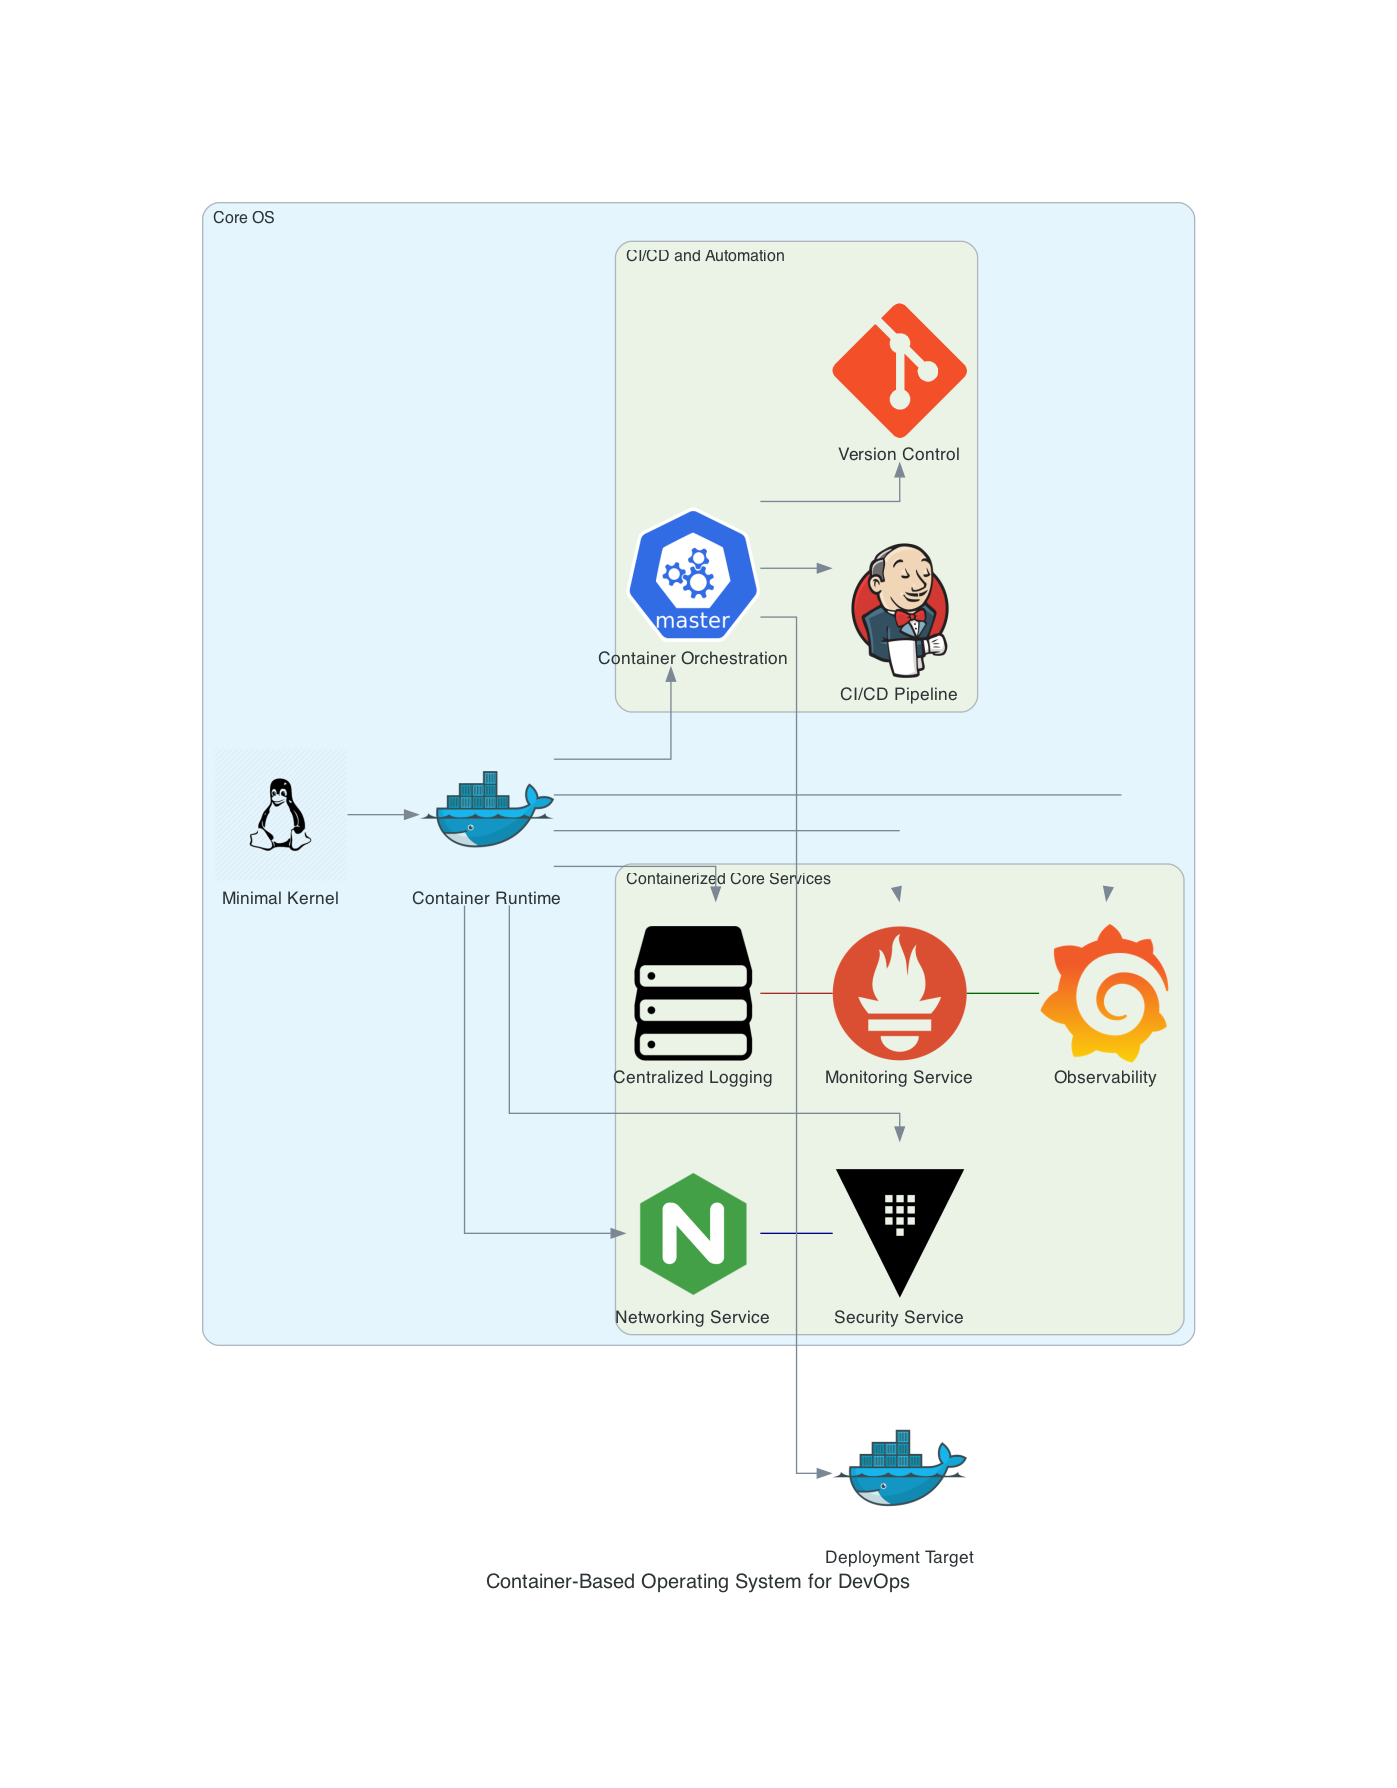 Core OS
CI/CD and Automation
Version Control
master
Container Orchestration
CI/CD Pipeline
Minimal Kernel
Container Runtime
Containerized Core Services
Centralized Logging
Monitoring Service
Observability
Networking Service
Security Service
Deployment Target
Container-Based Operating System for DevOps